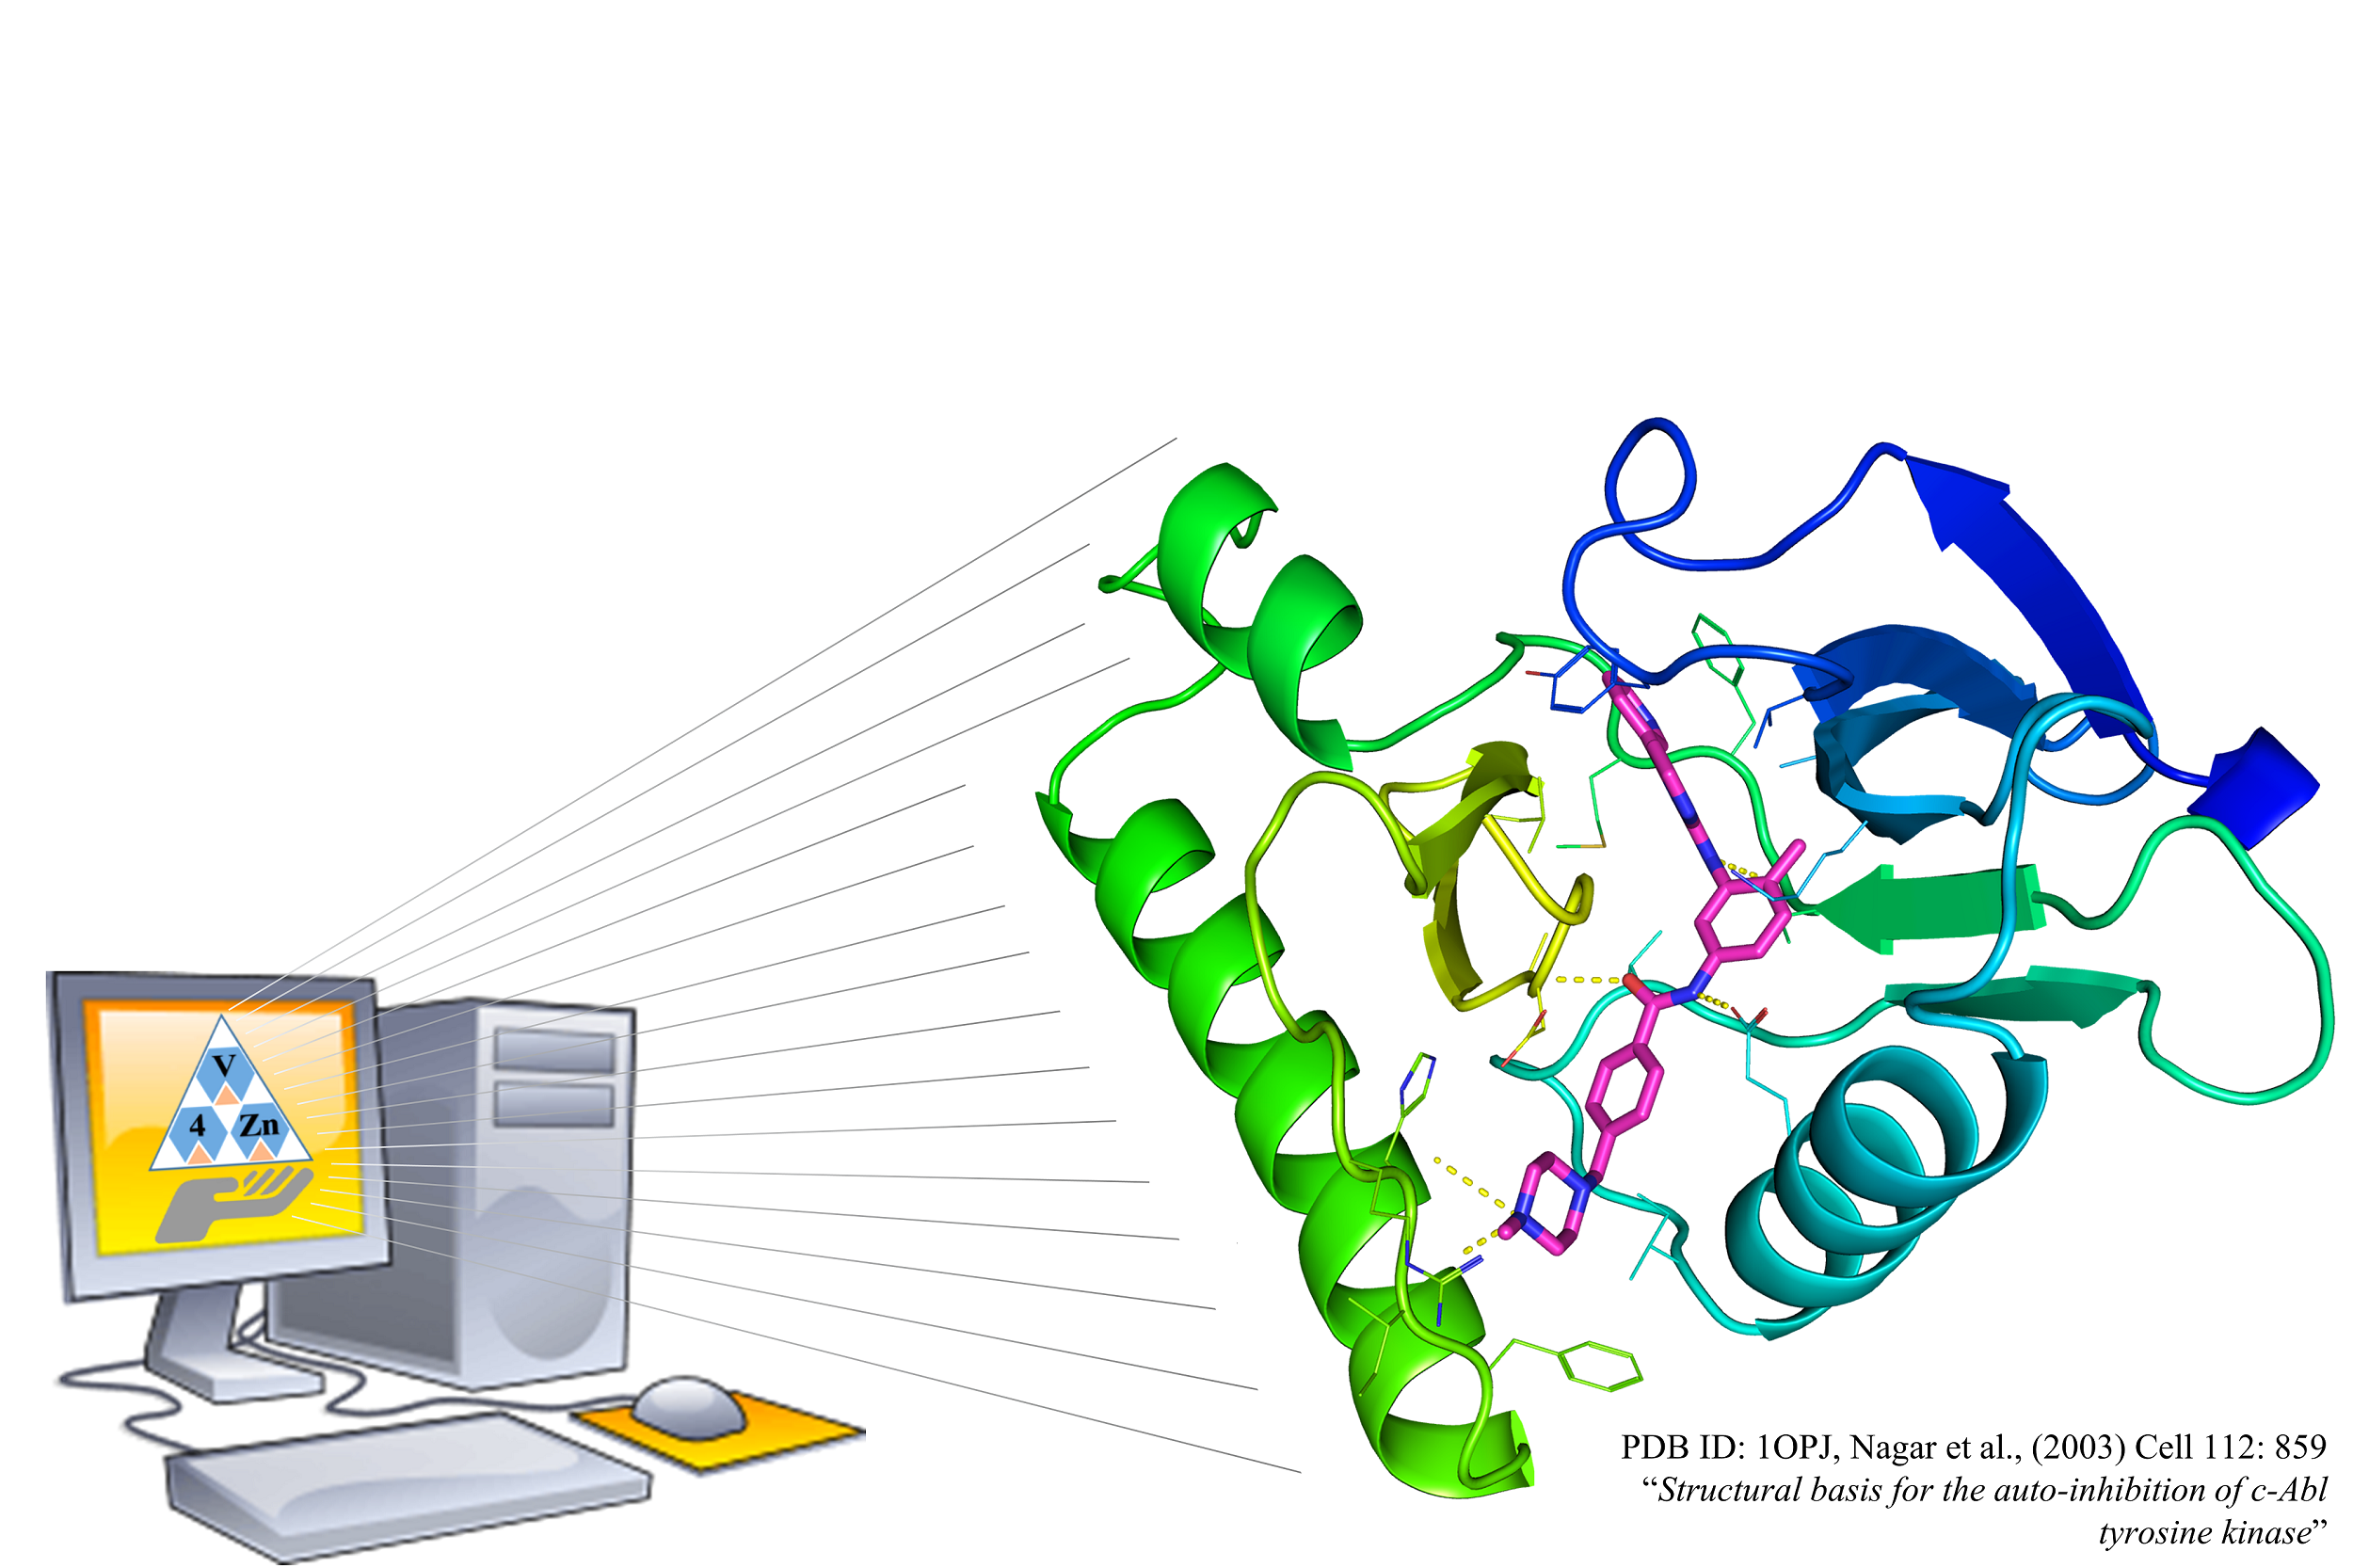 V
4 Zn
PDB ID: 1OPJ, Nagar et al., (2003) Cell 112: 859
“Structural basis for the auto-inhibition of c-Abl
tyrosine kinase”